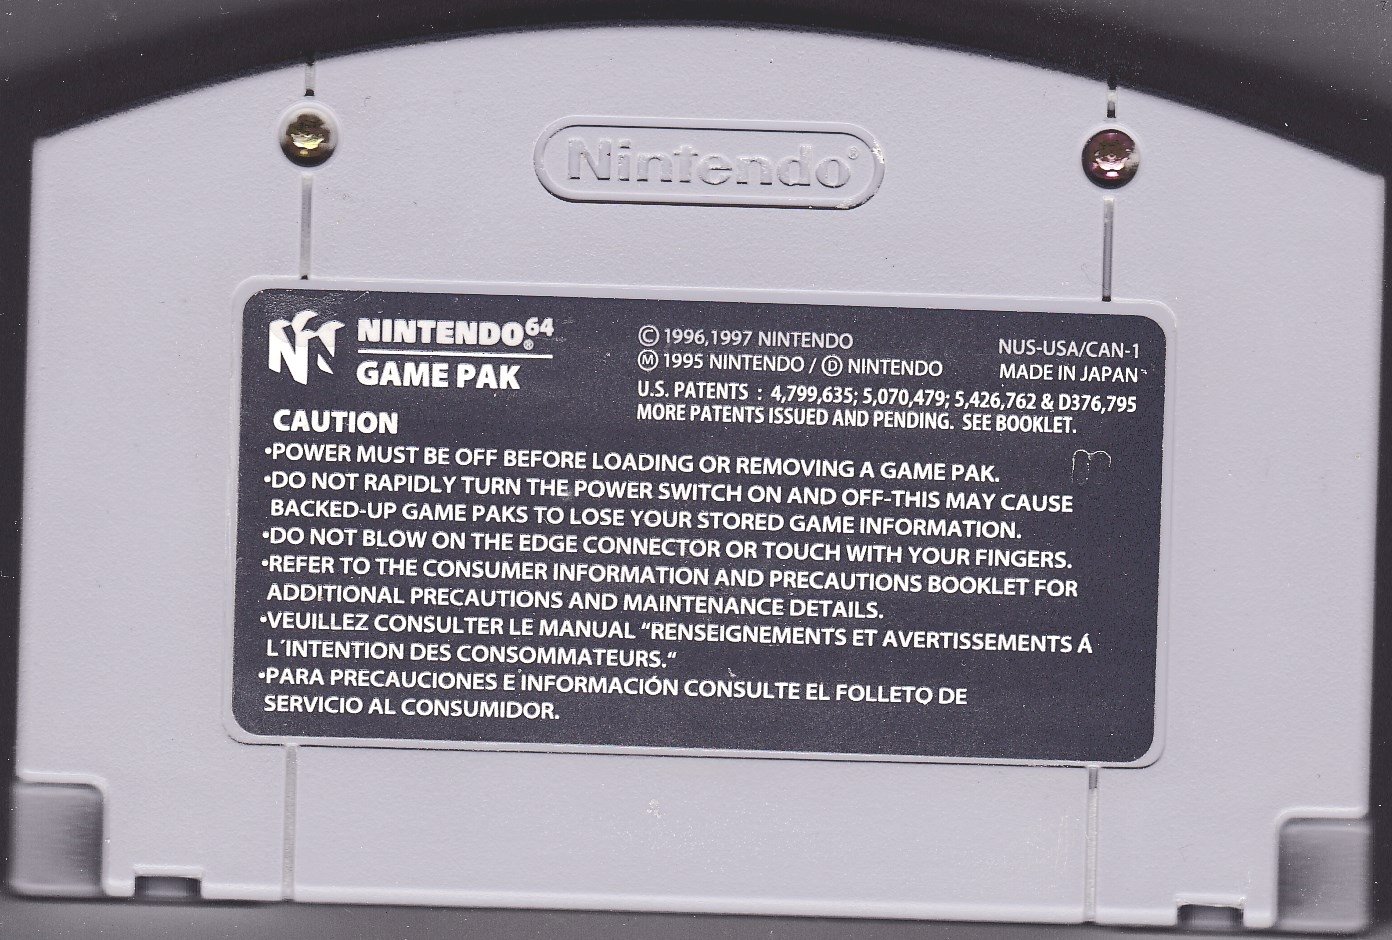 Nintendo®
NINTENDO⁶⁴®
GAME PAK
© 1996,1997 NINTENDO
Ⓜ 1995 NINTENDO / Ⓓ NINTENDO
NUS-USA/CAN-1
MADE IN JAPAN
U.S. PATENTS : 4,799,635; 5,070,479; 5,426,762 & D376,795
MORE PATENTS ISSUED AND PENDING. SEE BOOKLET.
CAUTION
•POWER MUST BE OFF BEFORE LOADING OR REMOVING A GAME PAK.
•DO NOT RAPIDLY TURN THE POWER SWITCH ON AND OFF-THIS MAY CAUSE
BACKED-UP GAME PAKS TO LOSE YOUR STORED GAME INFORMATION.
•DO NOT BLOW ON THE EDGE CONNECTOR OR TOUCH WITH YOUR FINGERS.
•REFER TO THE CONSUMER INFORMATION AND PRECAUTIONS BOOKLET FOR
ADDITIONAL PRECAUTIONS AND MAINTENANCE DETAILS.
•VEUILLEZ CONSULTER LE MANUAL “RENSEIGNEMENTS ET AVERTISSEMENTS Á
L´INTENTION DES CONSOMMATEURS.“
•PARA PRECAUCIONES E INFORMACIÓN CONSULTE EL FOLLETO DE
SERVICIO AL CONSUMIDOR.